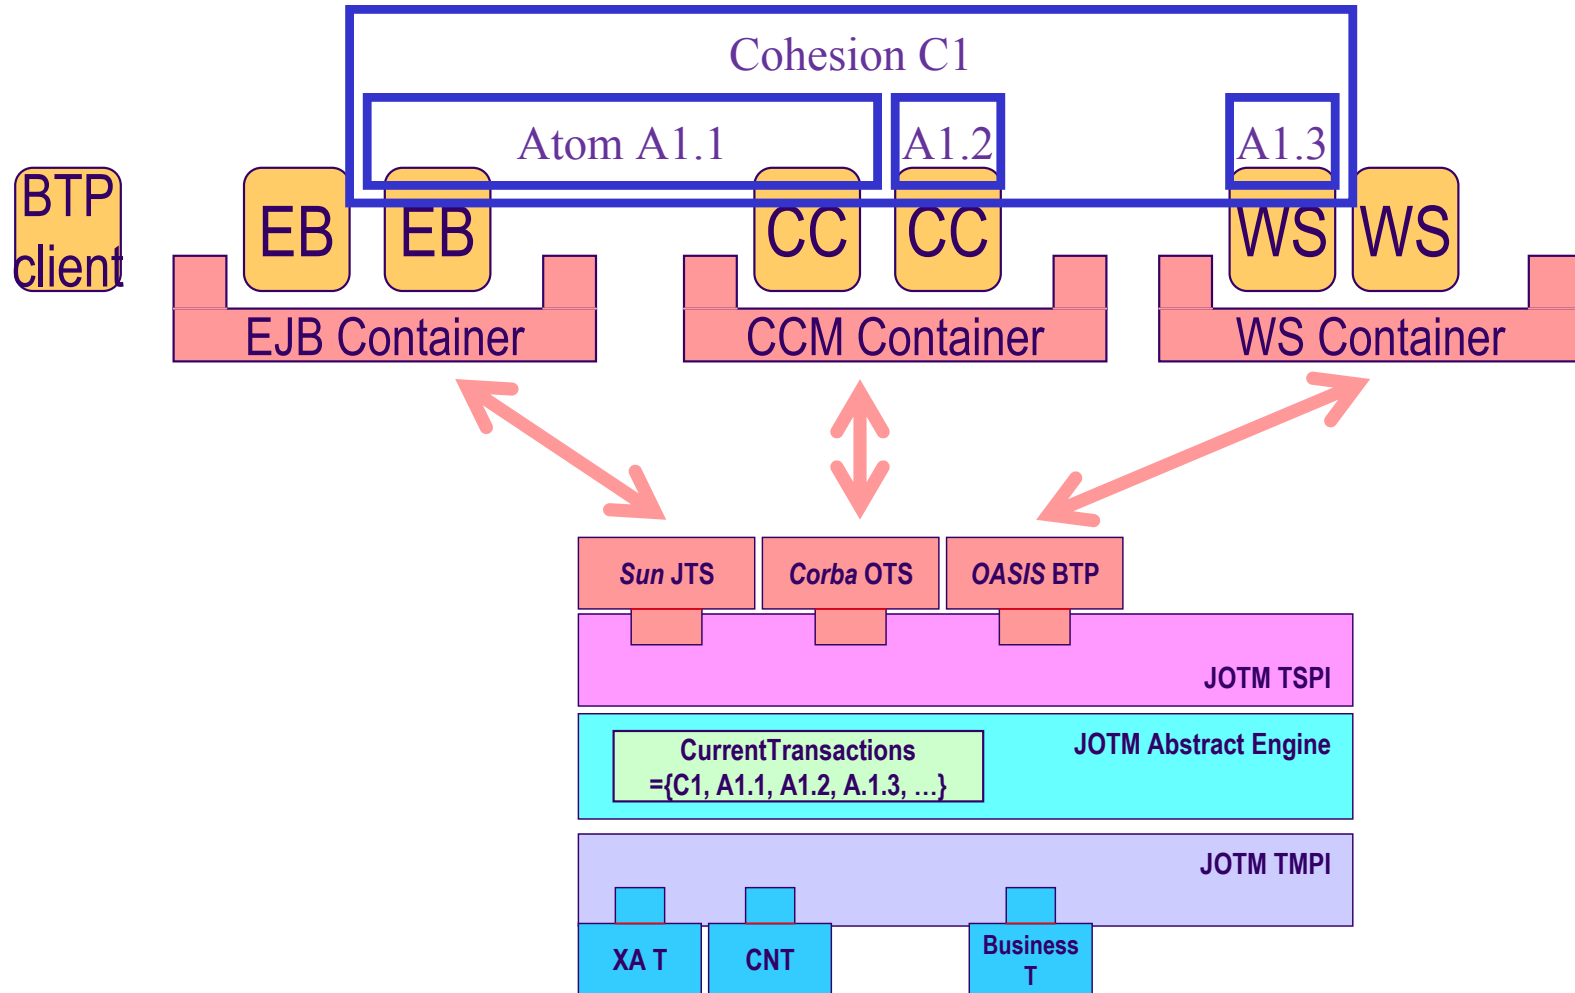 Cohesion C1
Atom A1.1
A1.2
A1.3
BTP
client
EB
EB
CC
CC
WS
WS
EJB Container
CCM Container
WS Container
Sun JTS
Corba OTS
OASIS BTP
JOTM TSPI
JOTM Abstract Engine
CurrentTransactions
={C1, A1.1, A1.2, A.1.3, …}
JOTM TMPI
XA T
CNT
Business
T